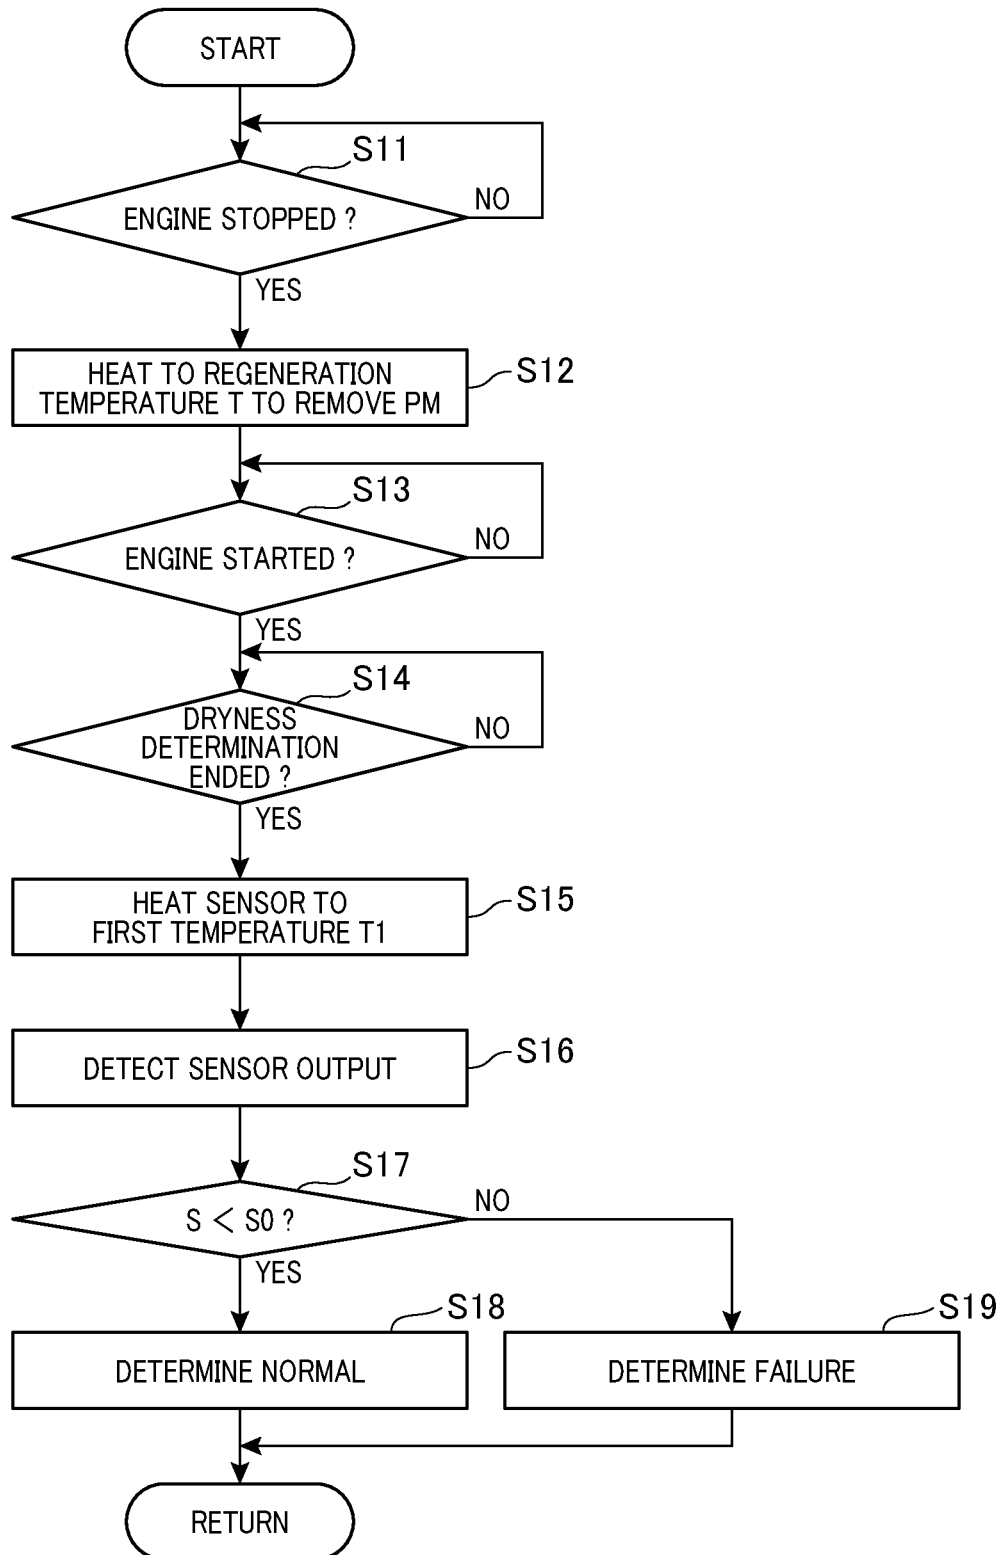 START
S11
ENGINE STOPPED ?
NO
YES
HEAT TO REGENERATION
TEMPERATURE T TO REMOVE PM
S12
S13
ENGINE STARTED ?
NO
YES
S14
DRYNESS
DETERMINATION
ENDED ?
NO
YES
HEAT SENSOR TO
FIRST TEMPERATURE T1
S15
DETECT SENSOR OUTPUT
S16
S17
S < S0 ?
NO
YES
S18
DETERMINE NORMAL
S19
DETERMINE FAILURE
RETURN